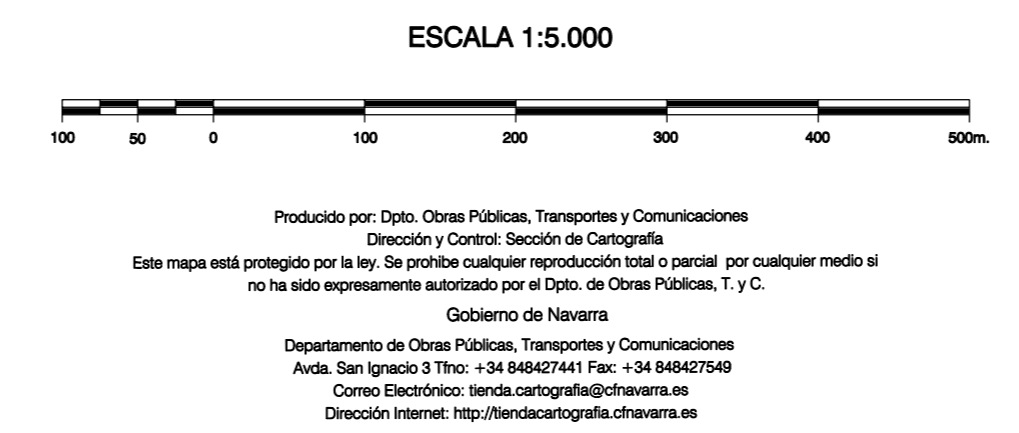 ESCALA 1:5.000
100 50 0 100 200 300 400 500m.
Producido por: Dpto. Obras Públicas, Transportes y Comunicaciones
Dirección y Control: Sección de Cartografía
Este mapa está protegido por la ley. Se prohibe cualquier reproducción total o parcial por cualquier medio si
no ha sido expresamente autorizado por el Dpto. de Obras Públicas, T. y C.
Gobierno de Navarra
Departamento de Obras Públicas, Transportes y Comunicaciones
Avda. San Ignacio 3 Tfno: +34 848427441 Fax: +34 848427549
Correo Electrónico: tienda.cartografia@cfnavarra.es
Dirección Internet: http://tiendacartografia.cfnavarra.es